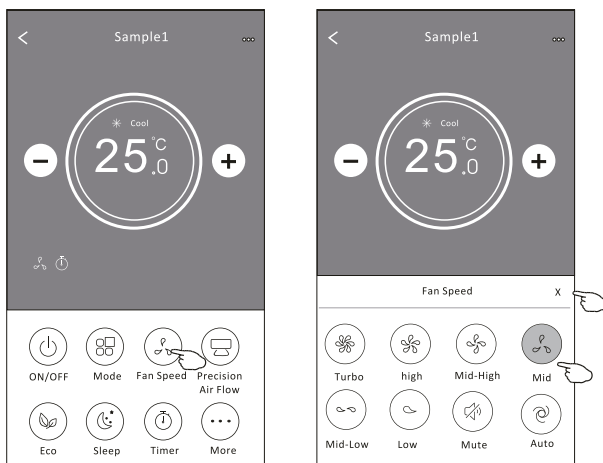 Sample1
Cool
25.0°C
ON/OFF Mode Fan Speed Precision Air Flow
Eco Sleep Timer More
Sample1
Cool
25.0°C
Fan Speed X
Turbo high Mid-High Mid
Mid-Low Low Mute Auto